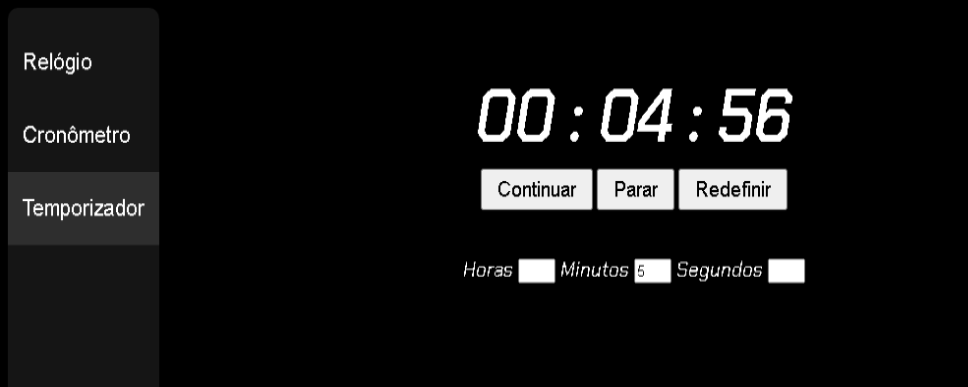 Relógio
Cronômetro
Temporizador
00 : 04 : 56
Continuar Parar Redefinir
Horas Minutos 5 Segundos